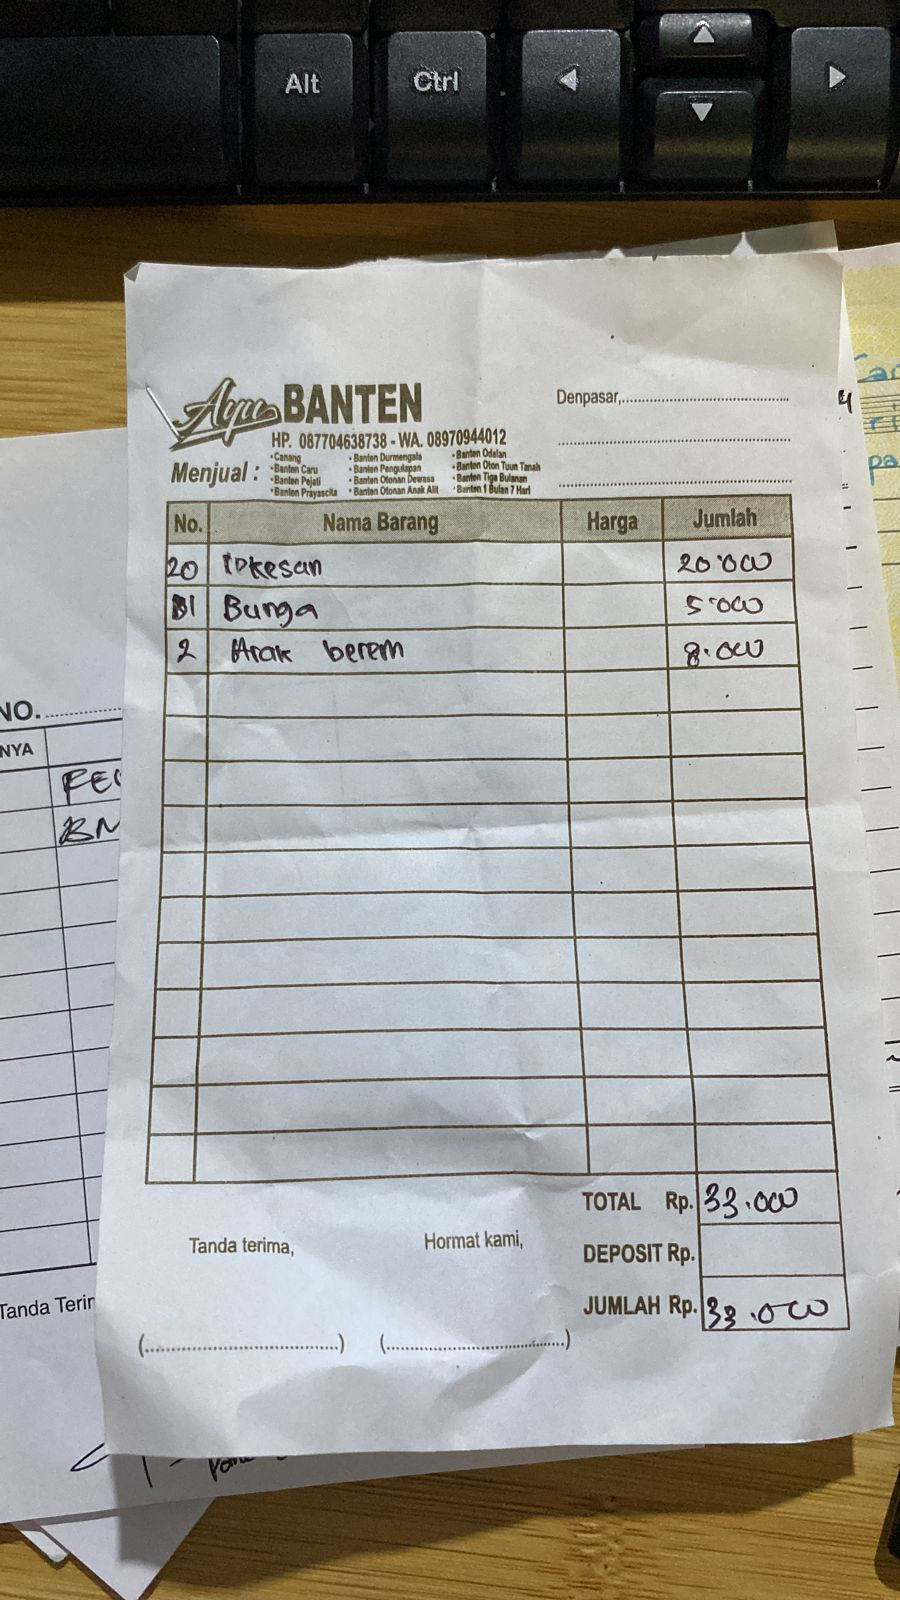 Alt
Ctrl
Ayu BANTEN
HP. 087704638738 - WA. 08970944012
Menjual :
• Canang
• Banten Caru
• Banten Pejati
• Banten Prayascita
• Banten Durmengala
• Banten Pengulapan
• Banten Otonan Dewasa
• Banten Otonan Anak Alit
• Banten Odalan
• Banten Oton Tuun Tanah
• Banten Tiga Bulanan
• Banten 1 Bulan 7 Hari
Denpasar,
No. Nama Barang Harga Jumlah
20 20.000
1 Bunga 5.000
2 Arak berem 8.000
TOTAL Rp. 33.000
DEPOSIT Rp.
JUMLAH Rp. 33.000
Tanda terima,
Hormat kami,
(..............................) (..............................)
NO.
NYA
Tanda Terim